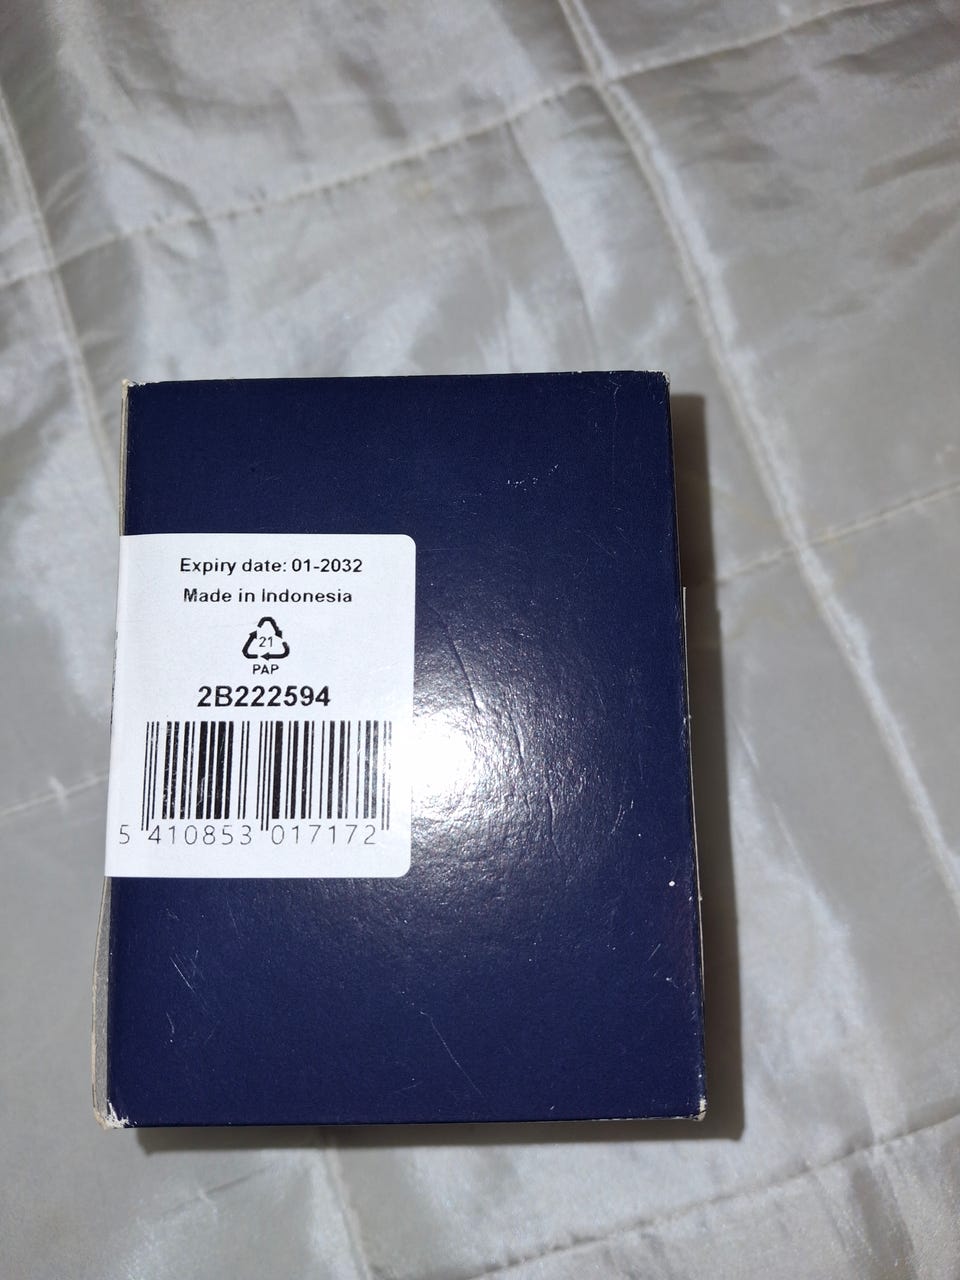 Expiry date: 01-2032
Made in Indonesia
21
PAP
2B222594
5 410853 017172